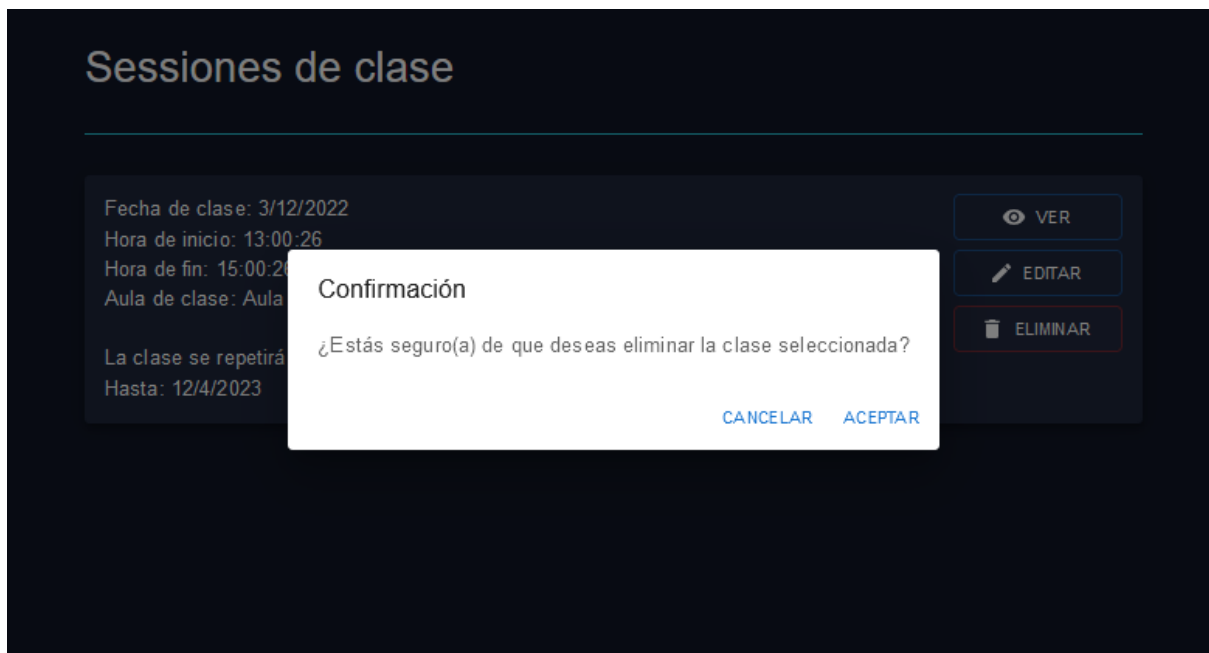 Sessiones de clase
Fecha de clase: 3/12/2022
Hora de inicio: 13:00:26
Hora de fin: 15:00:26
Aula de clase: Aula
La clase se repetirá
Hasta: 12/4/2023
VER
EDITAR
ELIMINAR
Confirmación
¿Estás seguro(a) de que deseas eliminar la clase seleccionada?
CANCELAR ACEPTAR